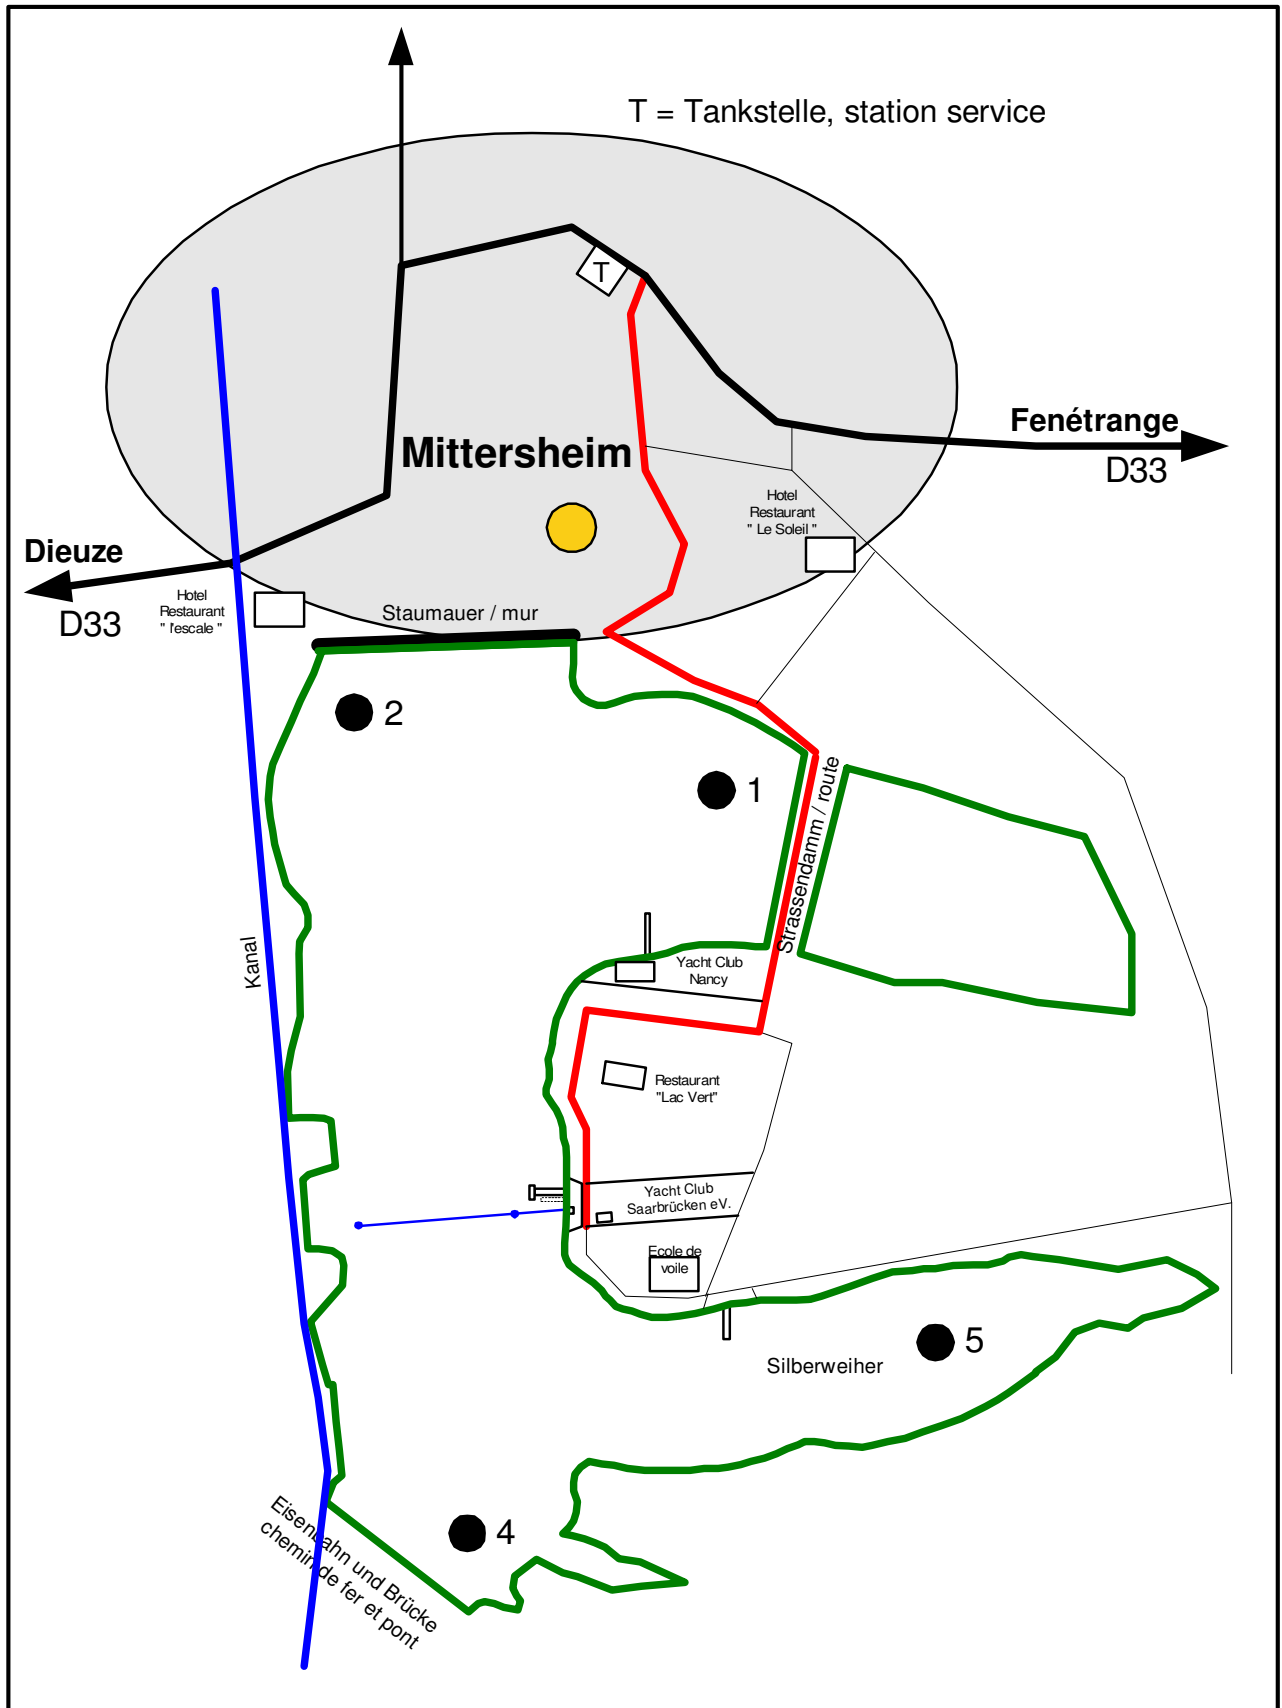 T = Tankstelle, station service
T
Fenétrange
D33
Mittersheim
Hotel
Restaurant
" Le Soleil "
Dieuze
D33
Hotel
Restaurant
" l'escale "
Staumauer / mur
2
1
Strassendamm / route
Kanal
Yacht Club
Nancy
Restaurant
"Lac Vert"
Yacht Club
Saarbrücken eV.
Ecole de
voile
5
Silberweiher
4
Eisenbahn und Brücke
chemin de fer et pont